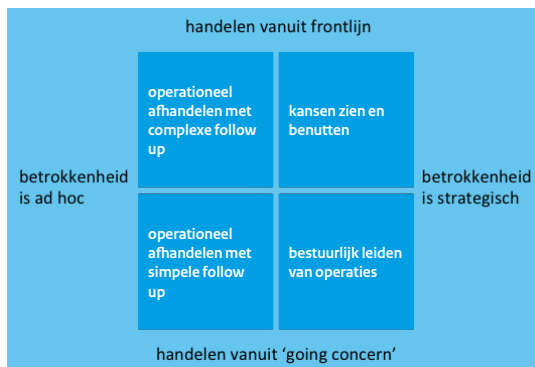 handelen vanuit frontlijn
operationeel
afhandelen met
complexe follow
up
kansen zien en
benutten
betrokkenheid
is ad hoc
betrokkenheid
is strategisch
operationeel
afhandelen met
simpele follow
up
bestuurlijk leiden
van operaties
handelen vanuit ‘going concern’